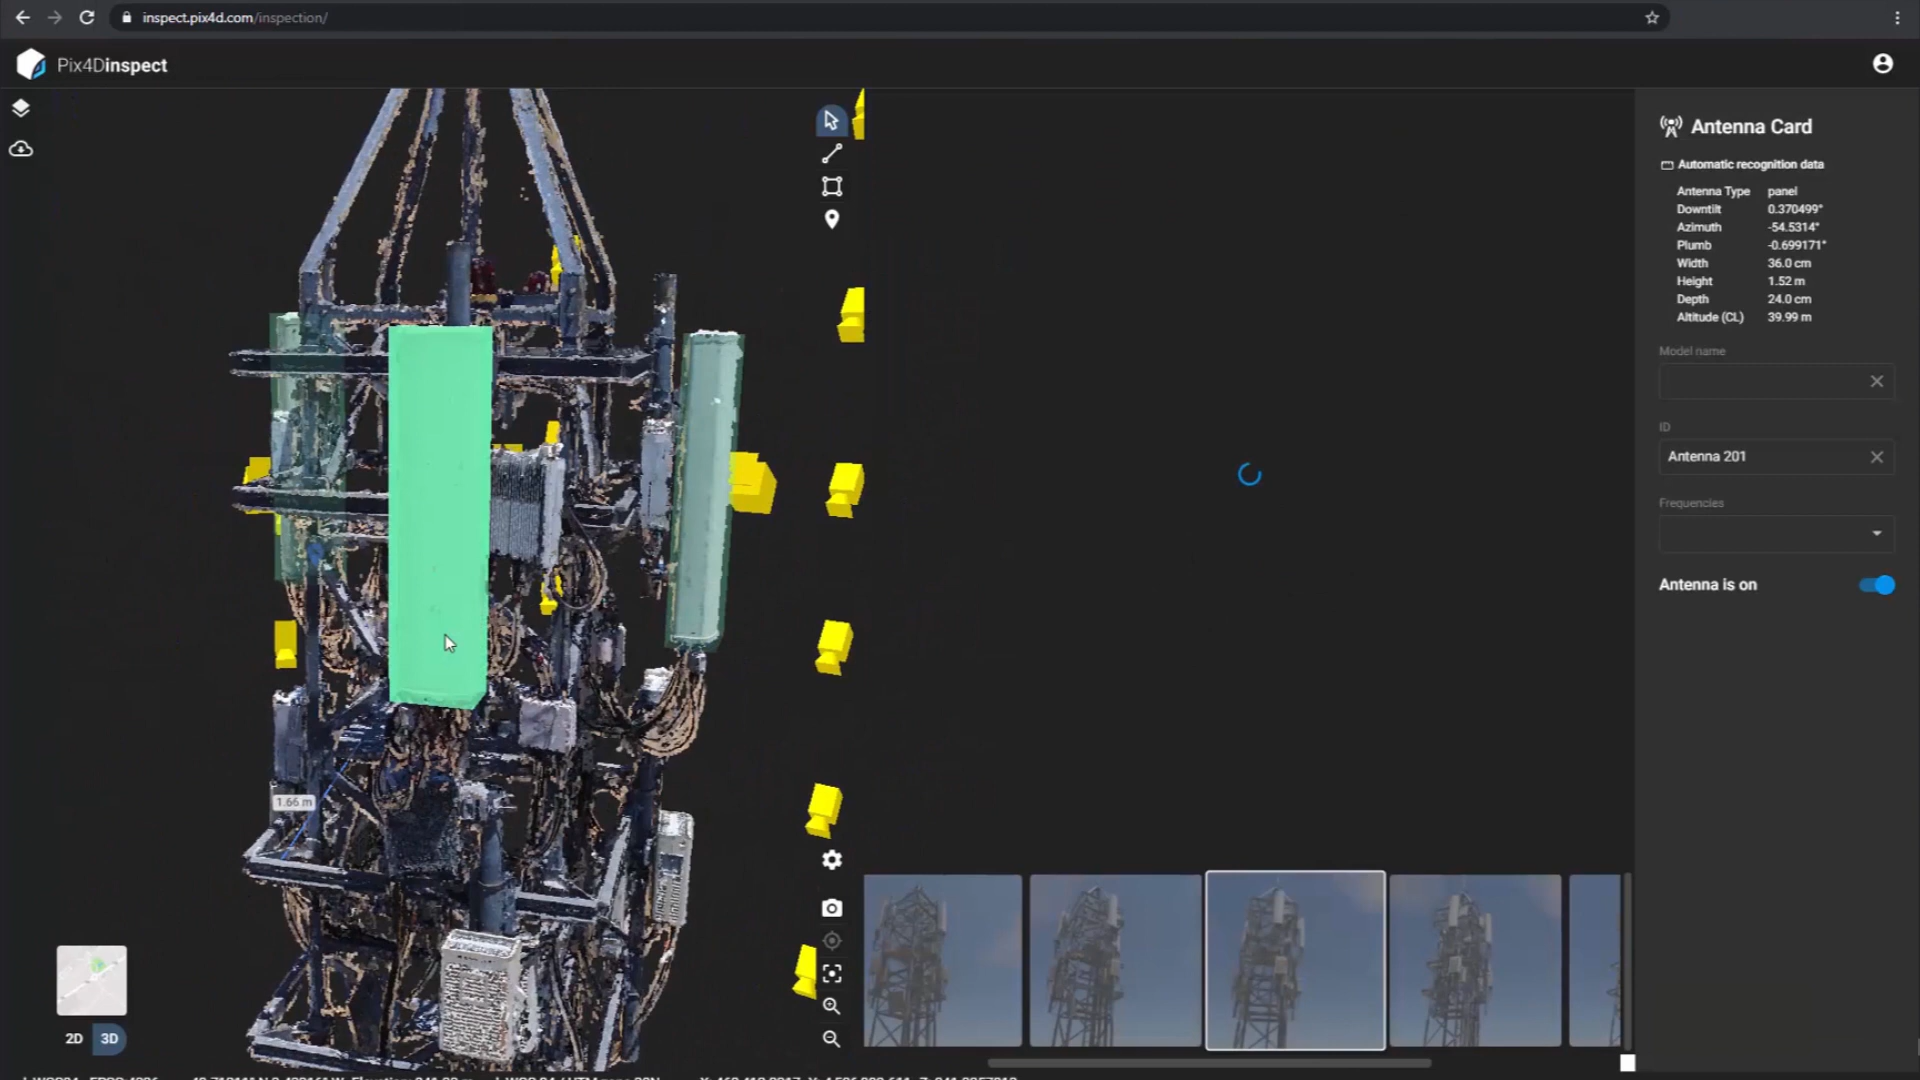 inspect.pix4d.com/inspection/
Pix4Dinspect
Antenna Card
Automatic recognition data
Antenna Type panel
Downtilt 0.370499°
Azimuth -54.5314°
Plumb -0.699171°
Width 36.0 cm
Height 1.52 m
Depth 24.0 cm
Altitude (CL) 39.99 m
Model name
ID
Antenna 201
Frequencies
Antenna is on
1.66 m
2D 3D